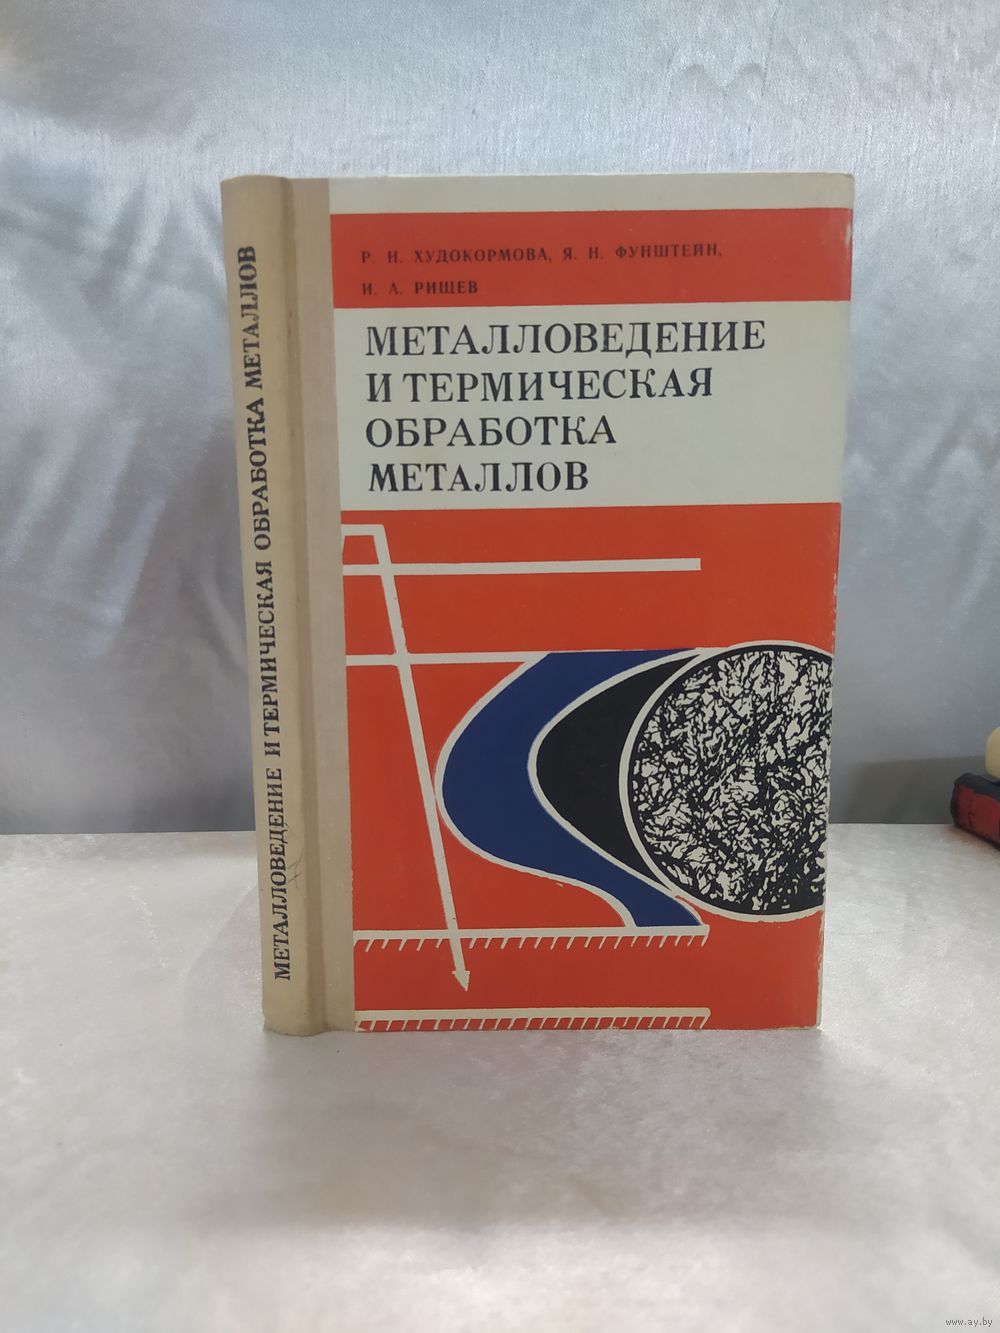 Р. Н. ХУДОКОРМОВА, Я. Н. ФУНШТЕЙН,
И. А. РИЩЕВ
МЕТАЛЛОВЕДЕНИЕ
И ТЕРМИЧЕСКАЯ
ОБРАБОТКА
МЕТАЛЛОВ
МЕТАЛЛОВЕДЕНИЕ И ТЕРМИЧЕСКАЯ ОБРАБОТКА МЕТАЛЛОВ
www.ay.by